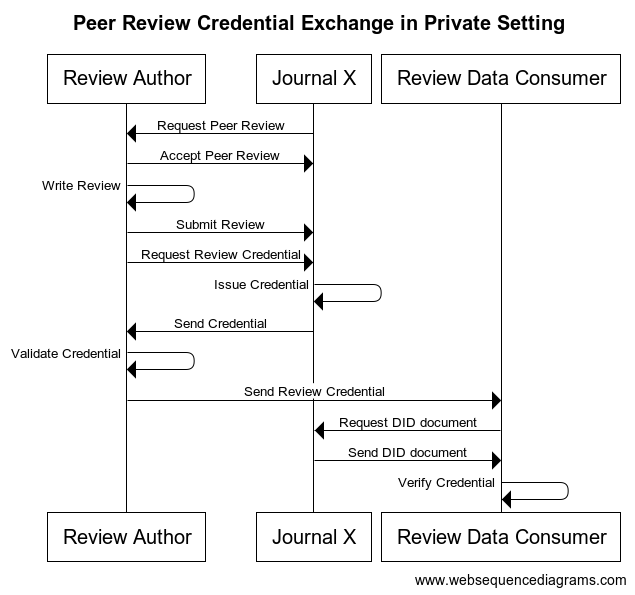 Peer Review Credential Exchange in Private Setting
Review Author
Journal X
Review Data Consumer
Request Peer Review
Accept Peer Review
Write Review
Submit Review
Request Review Credential
Issue Credential
Send Credential
Validate Credential
Send Review Credential
Request DID document
Send DID document
Verify Credential
Review Author
Journal X
Review Data Consumer
www.websequencediagrams.com